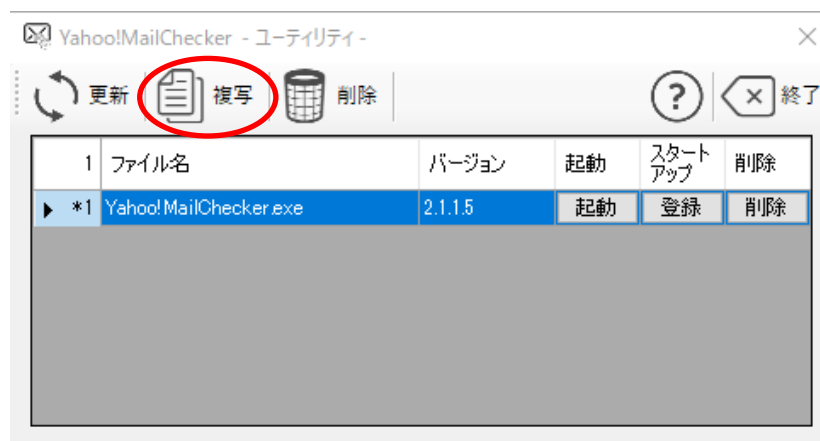 Yahoo!MailChecker - ユーティリティ -
更新 複写 削除 ? 終了
1 ファイル名 バージョン 起動 スタートアップ 削除
*1 Yahoo!MailChecker.exe 2.1.1.5 起動 登録 削除